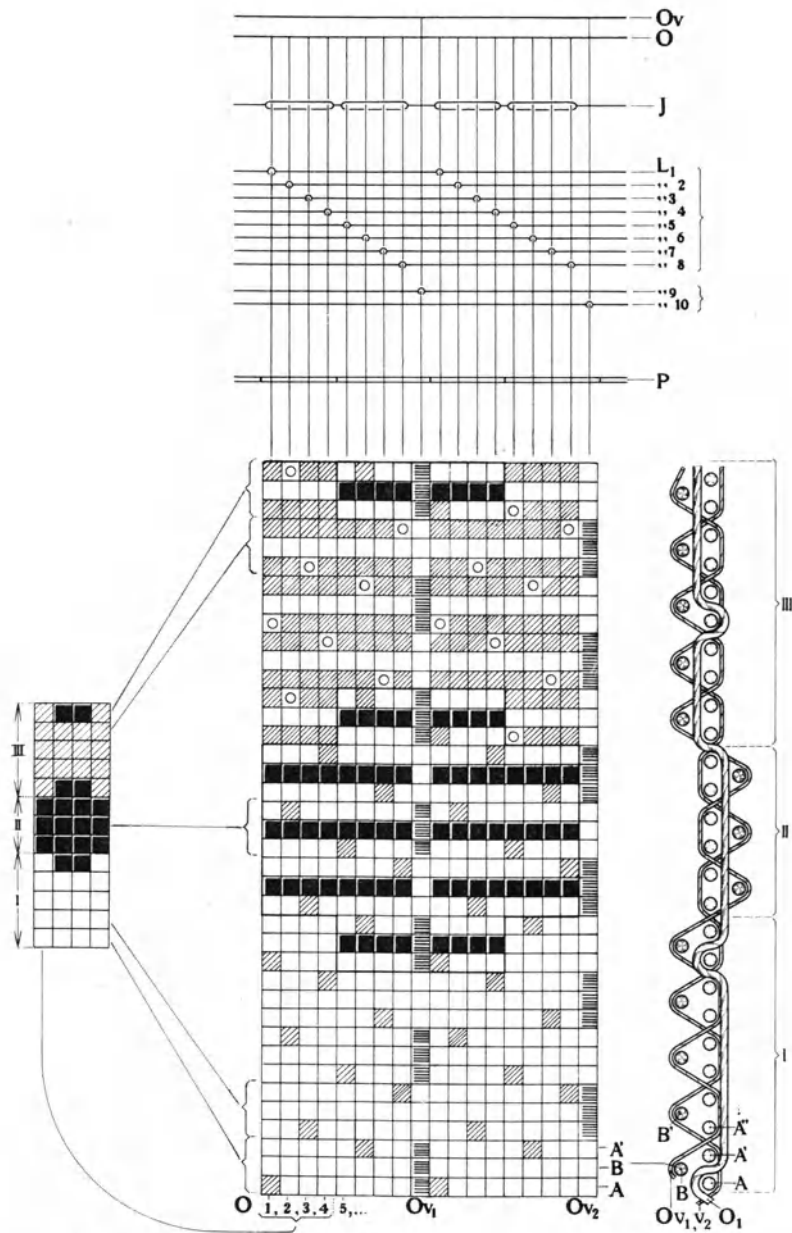 Ov
O
J
L1
,, 2
,, 3
,, 4
,, 5
,, 6
,, 7
,, 8
,, 9
,, 10
P
III
II
I
III
II
I
A'
B
A
B'
A''
A'
A
B
O
1, 2, 3, 4 5, ...
Ov1
Ov2
Ov1, v2 O1